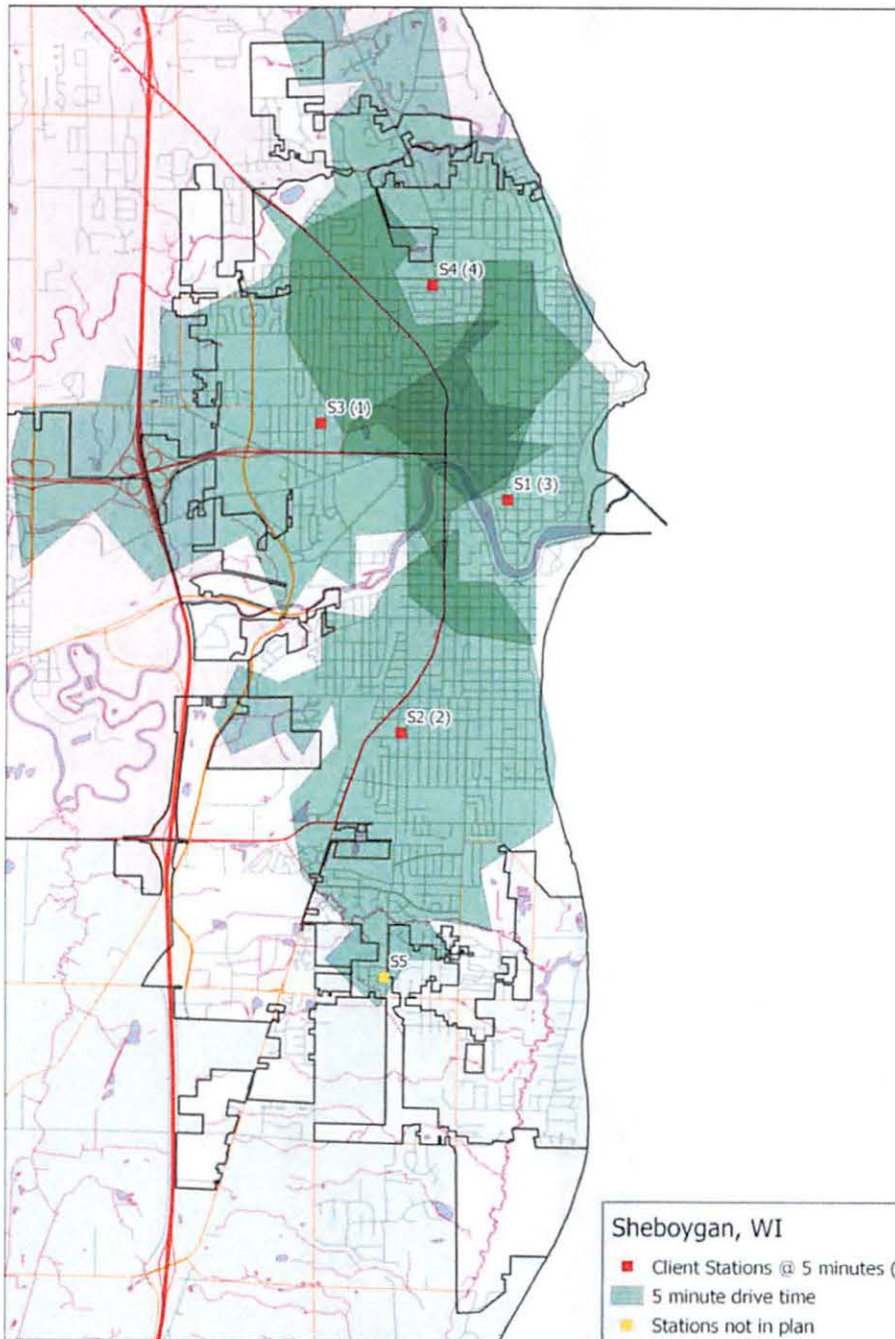 S4 (4)
S3 (1)
S1 (3)
S2 (2)
S5
Sheboygan, WI
Client Stations @ 5 minutes (
5 minute drive time
Stations not in plan